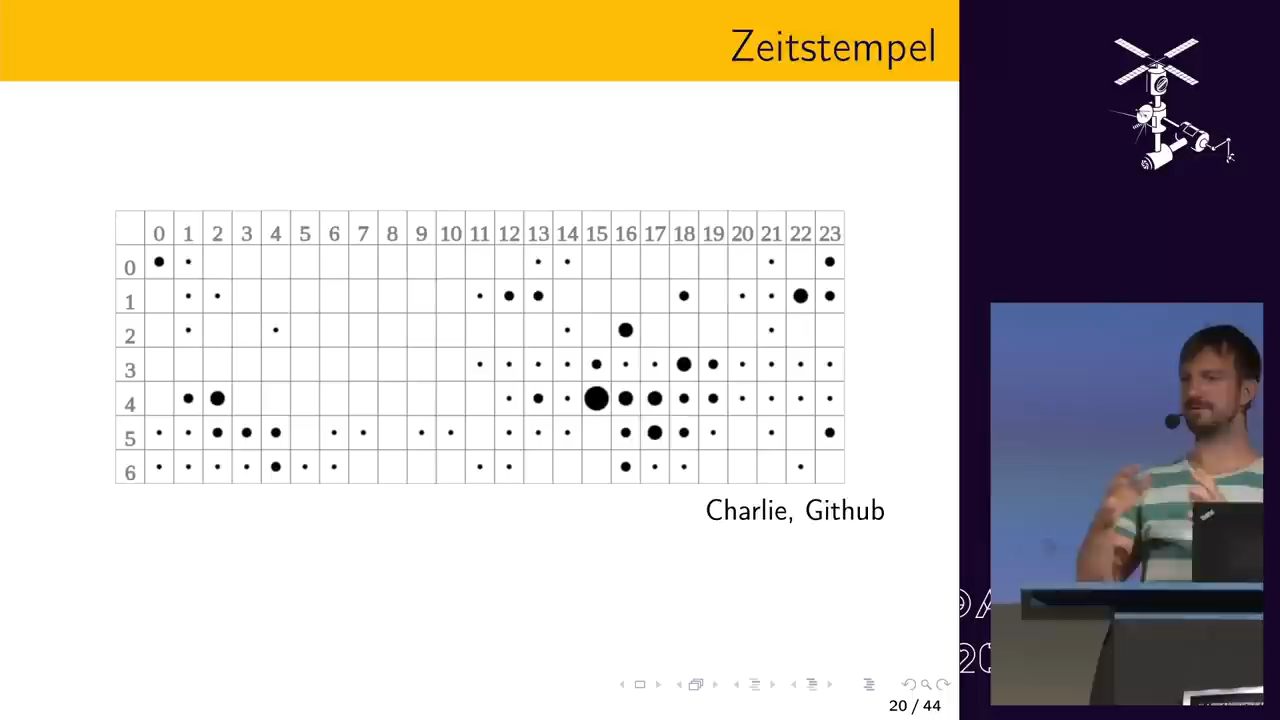 Zeitstempel
0 1 2 3 4 5 6 7 8 9 10 11 12 13 14 15 16 17 18 19 20 21 22 23
0
1
2
3
4
5
6
Charlie, Github
20 / 44